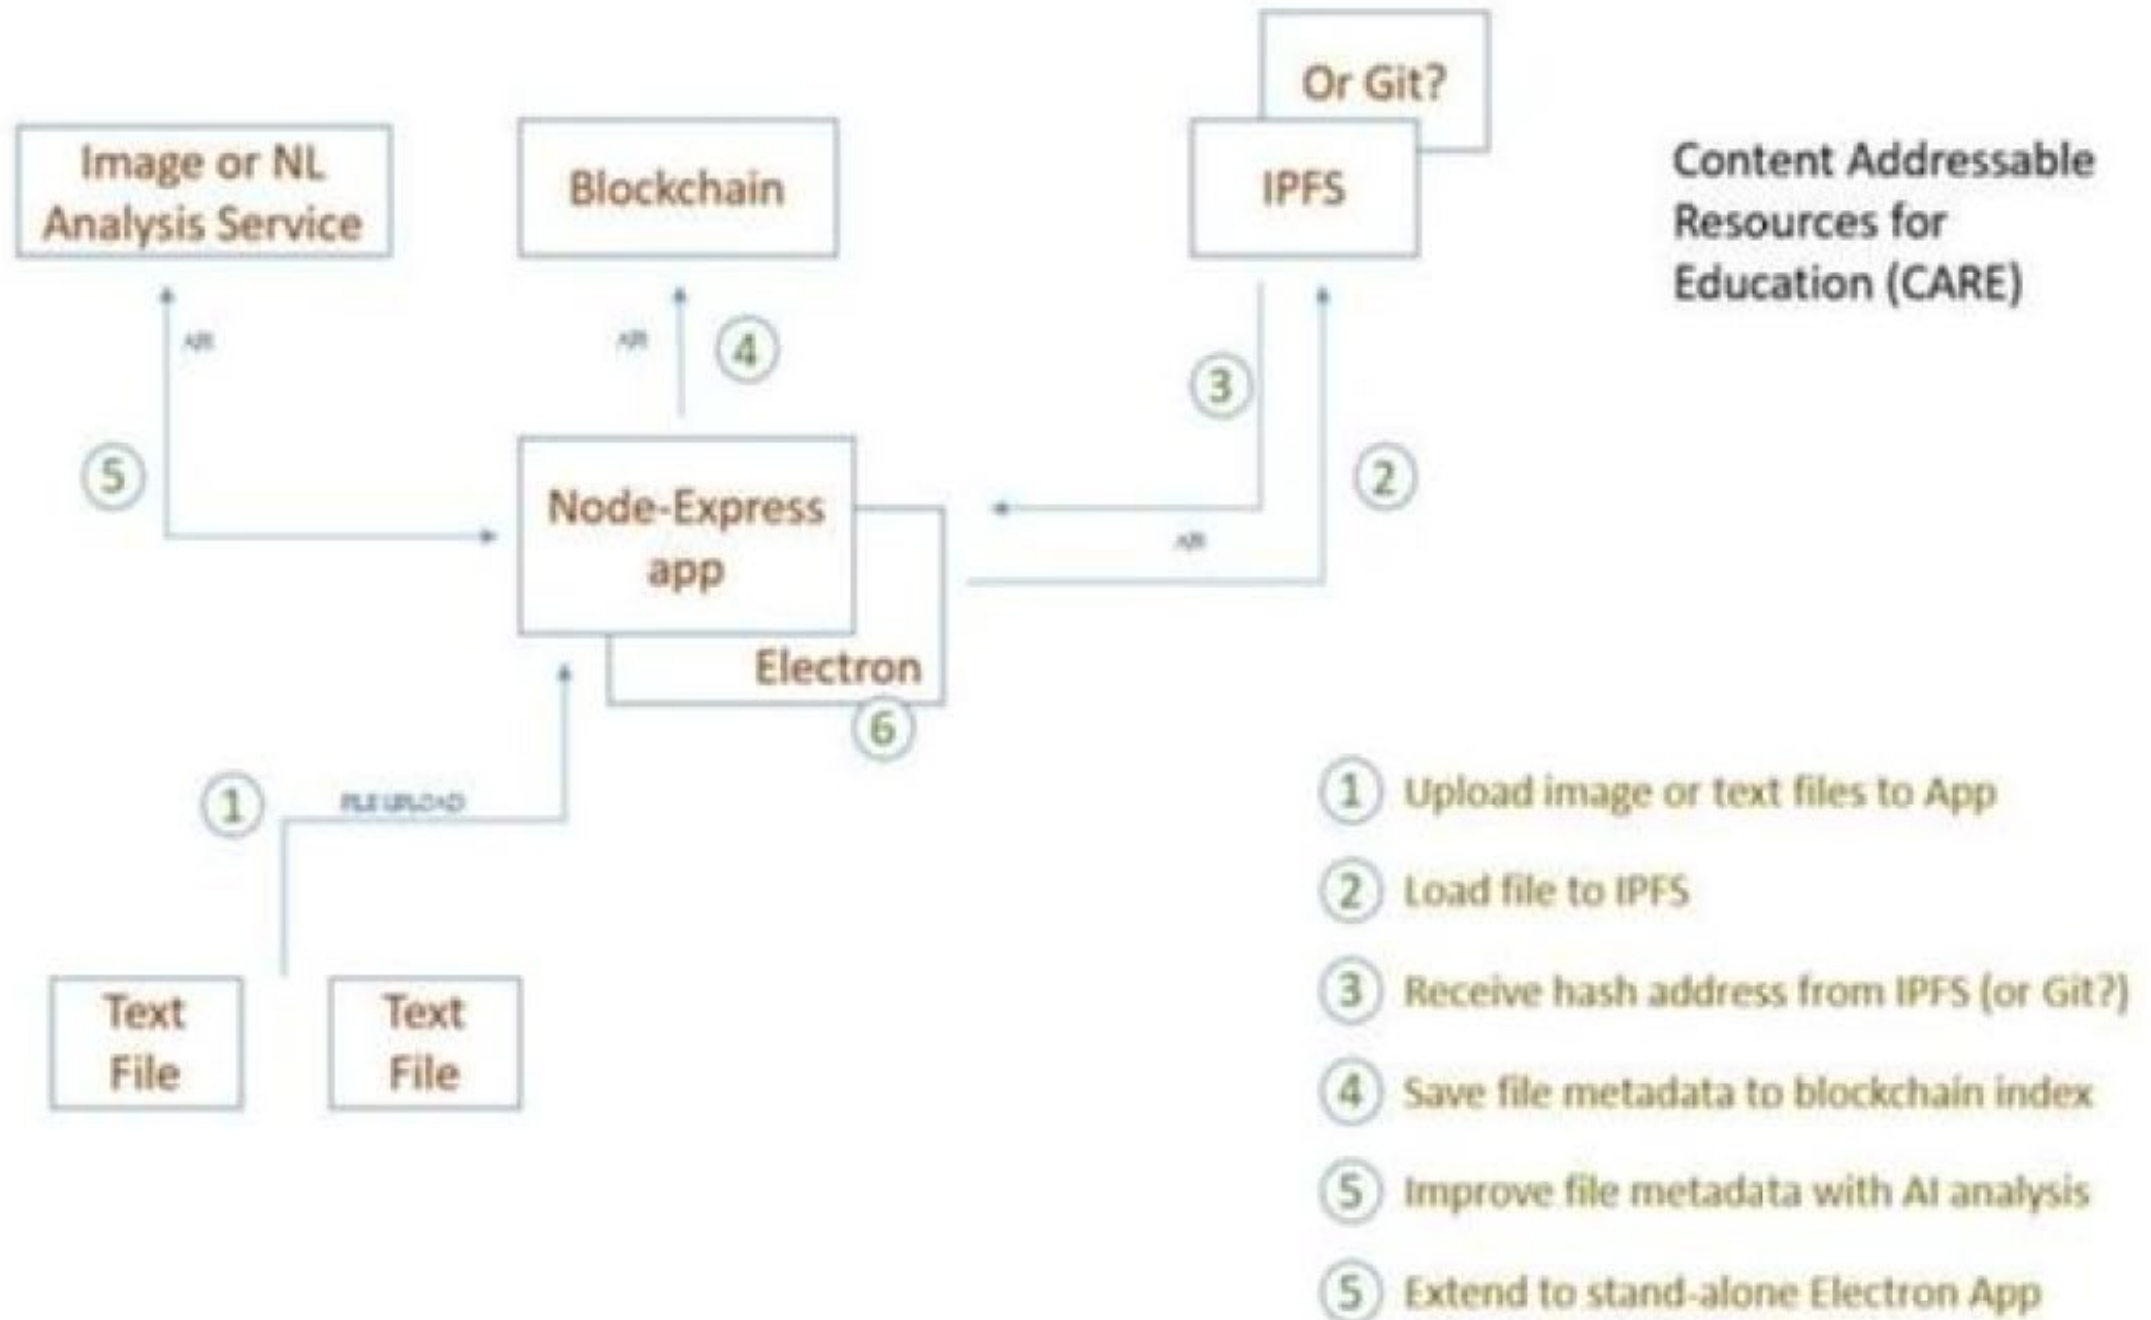 Or Git?
Image or NL
Analysis Service
Blockchain
IPFS
Content Addressable
Resources for
Education (CARE)
API
API
4
3
5
2
Node-Express
app
API
Electron
6
1
FILE UPLOAD
Text
File
Text
File
1 Upload image or text files to App
2 Load file to IPFS
3 Receive hash address from IPFS (or Git?)
4 Save file metadata to blockchain index
5 Improve file metadata with AI analysis
5 Extend to stand-alone Electron App